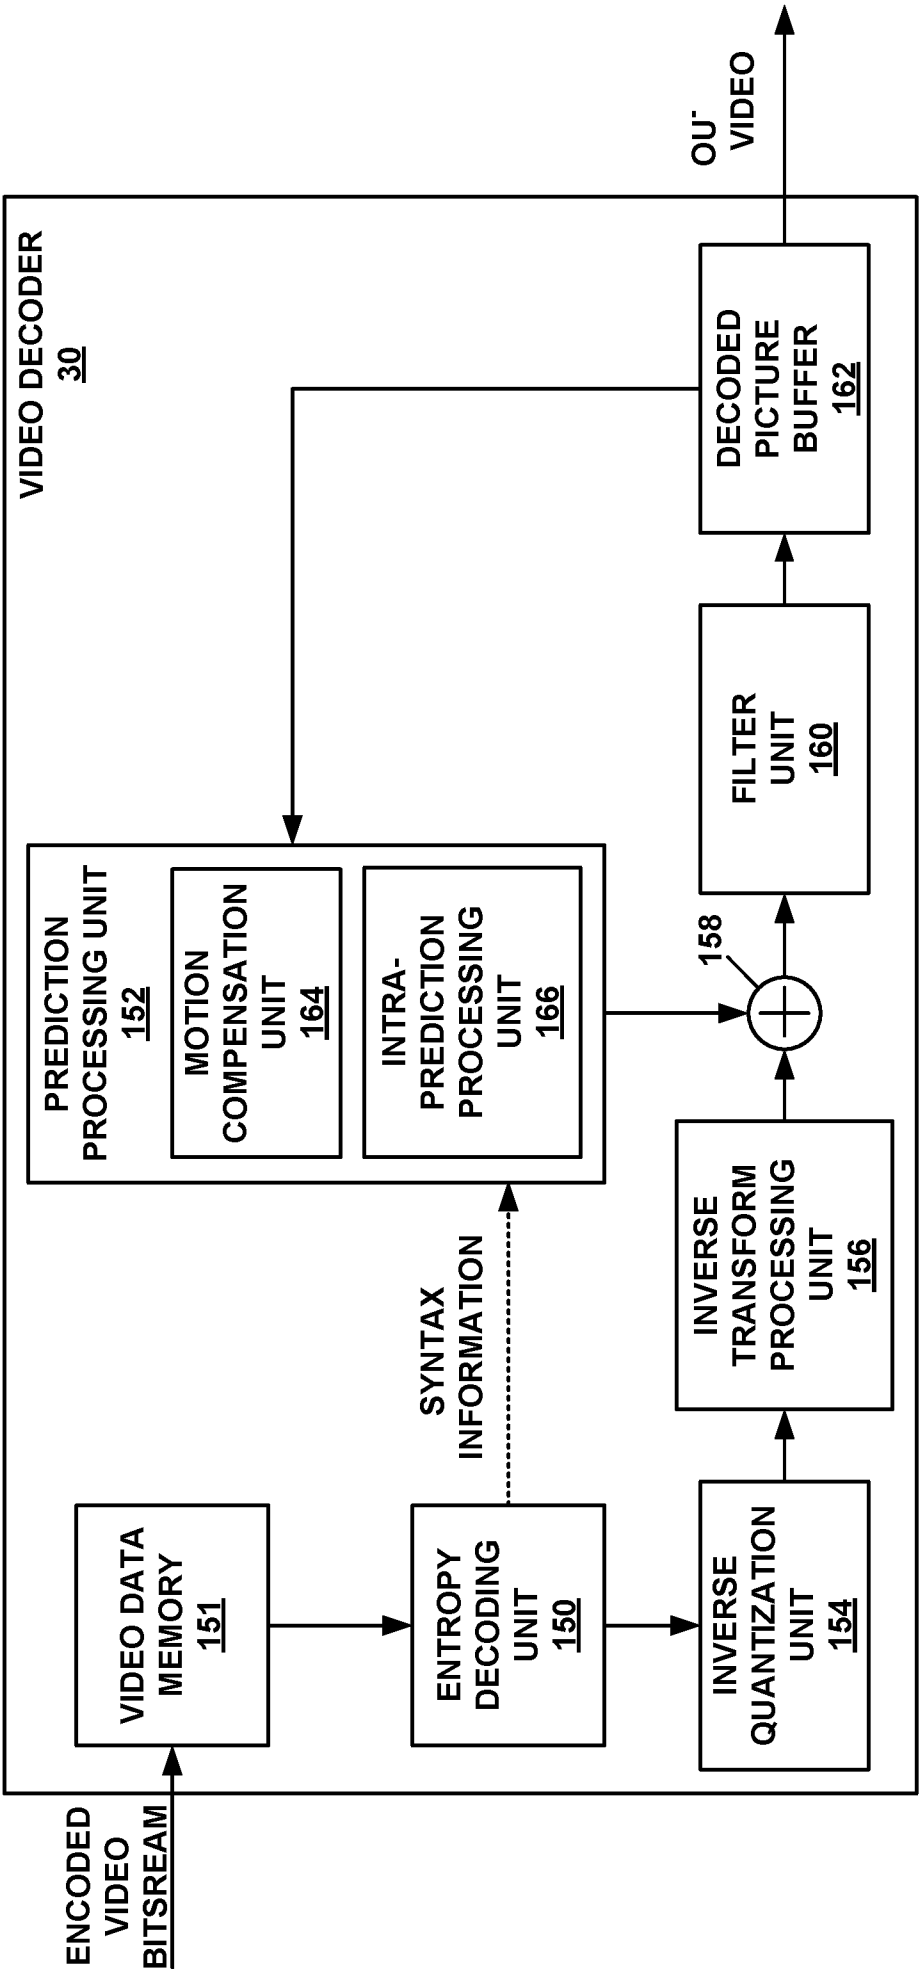 VIDEO DECODER
30
ENCODED
VIDEO
BITSREAM
VIDEO DATA
MEMORY
151
ENTROPY
DECODING
UNIT
150
SYNTAX
INFORMATION
PREDICTION
PROCESSING UNIT
152
MOTION
COMPENSATION
UNIT
164
INTRA-
PREDICTION
PROCESSING
UNIT
166
INVERSE
QUANTIZATION
UNIT
154
INVERSE
TRANSFORM
PROCESSING
UNIT
156
158
FILTER
UNIT
160
DECODED
PICTURE
BUFFER
162
VIDEO